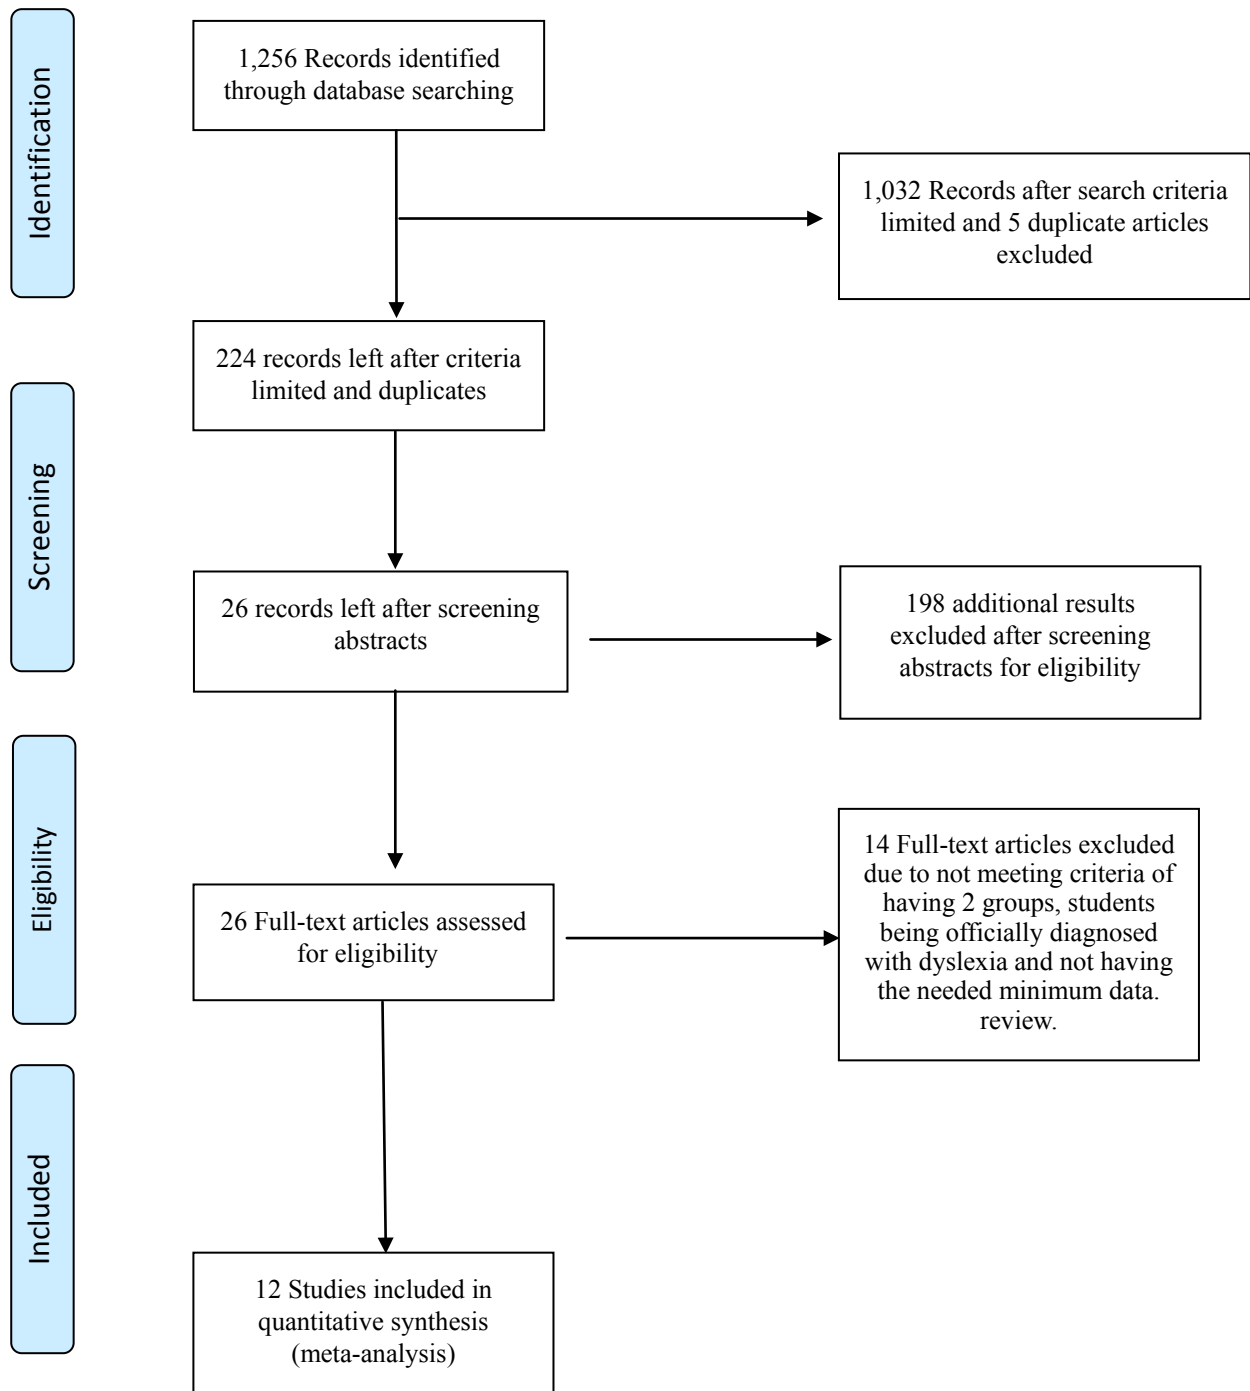 Identification
1,256 Records identified
through database searching
1,032 Records after search criteria
limited and 5 duplicate articles
excluded
224 records left after criteria
limited and duplicates
Screening
26 records left after screening
abstracts
198 additional results
excluded after screening
abstracts for eligibility
Eligibility
26 Full-text articles assessed
for eligibility
14 Full-text articles excluded
due to not meeting criteria of
having 2 groups, students
being officially diagnosed
with dyslexia and not having
the needed minimum data.
review.
Included
12 Studies included in
quantitative synthesis
(meta-analysis)